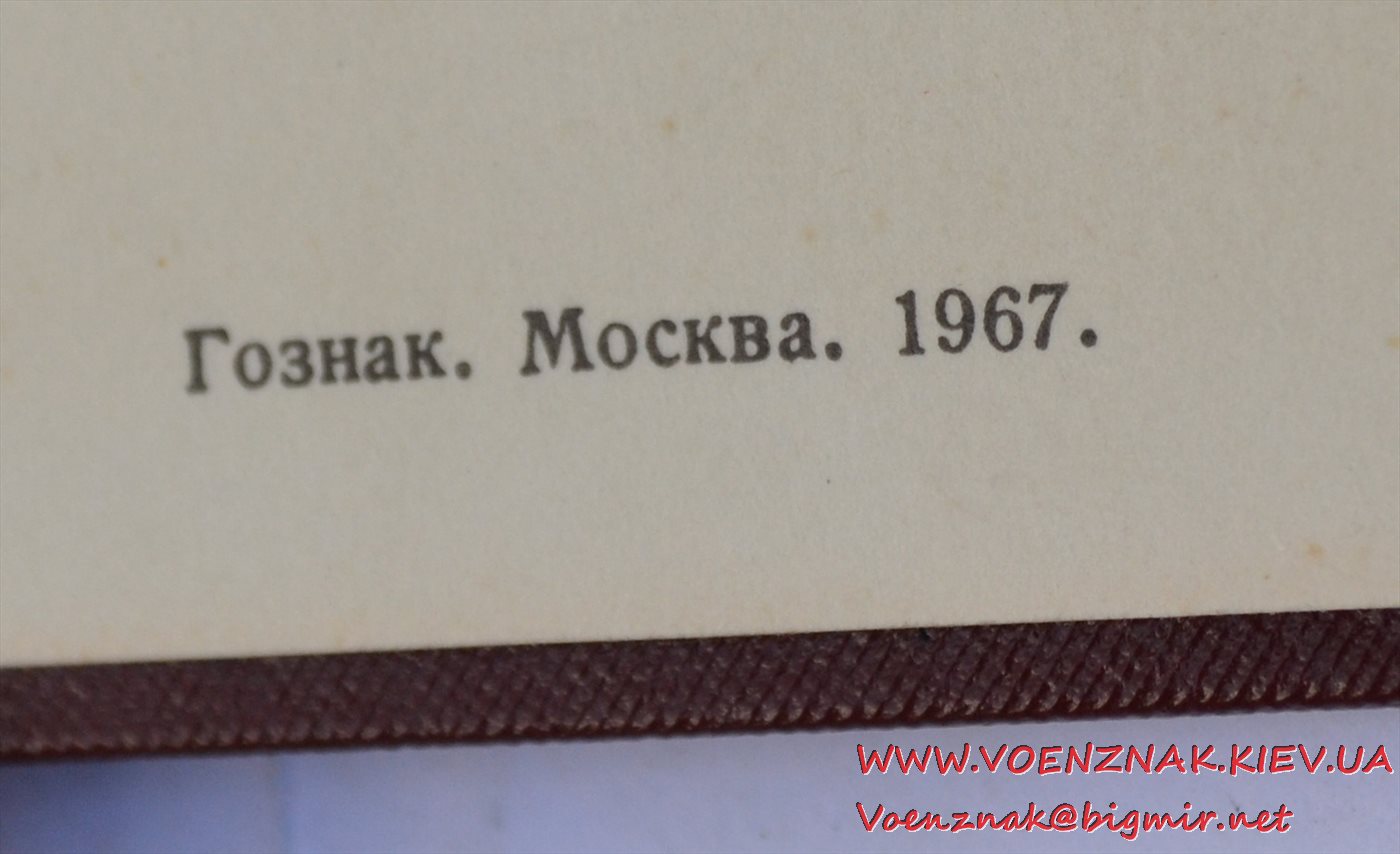 Гознак. Москва. 1967.
WWW.VOENZNAK.KIEV.UA
Voenznak@bigmir.net